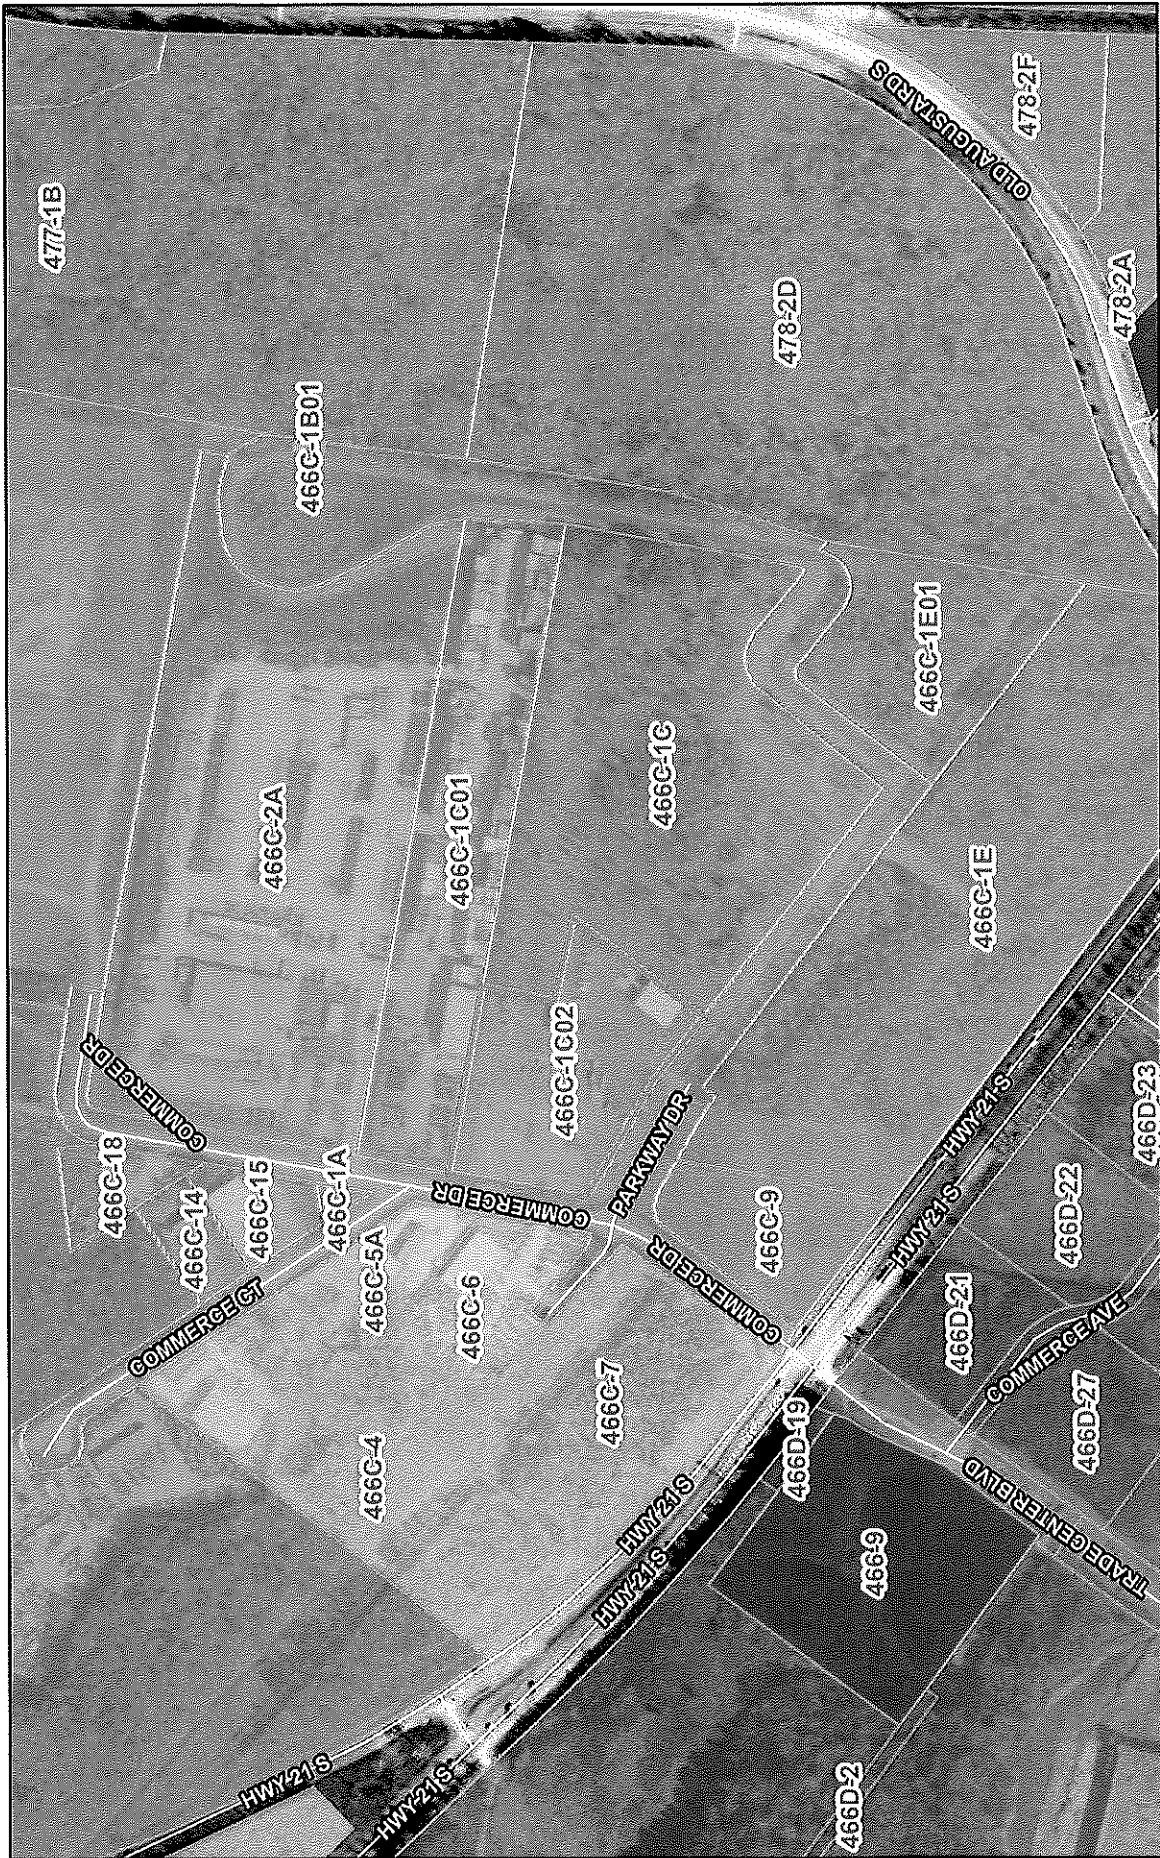 HWY 21 S
HWY 21 S
466D-2
466C-4
HWY 21 S
HWY 21 S
466C-7
466D-19
466-9
TRADE CENTER BLVD
COMMERCE CT
466C-14
466C-15
466C-5A
466C-6
COMMERCE DR
466D-21
COMMERCE AVE
466D-27
466C-18
466C-1A
COMMERCE DR
COMMERCE DR
PARKWAY DR
466C-9
HWY 21 S
HWY 21 S
466D-22
466D-23
COMMERCE DR
466C-1C02
466C-2A
466C-1C01
466C-1C
466C-1E
466C-1E01
466C-1B01
478-2D
477-1B
478-2A
OLD AUGUSTA RD S
478-2F